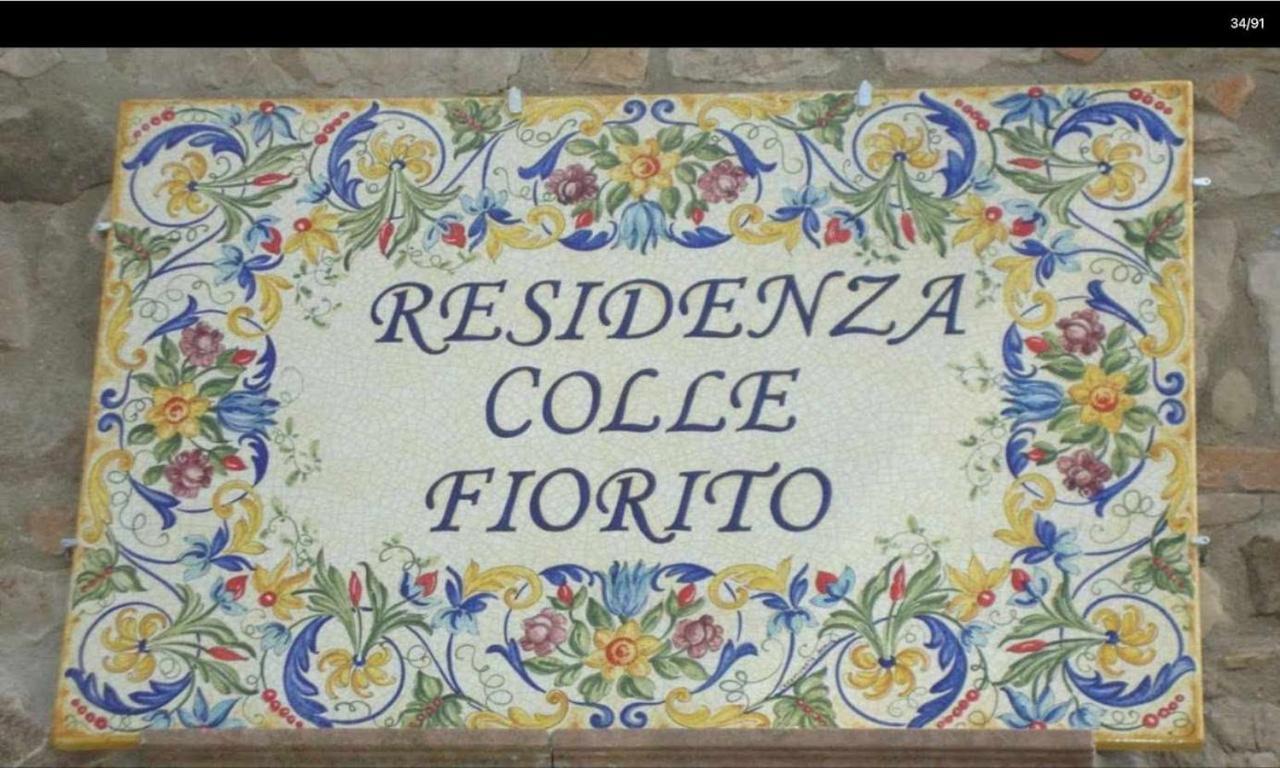 34/91
RESIDENZA
COLLE
FIORITO